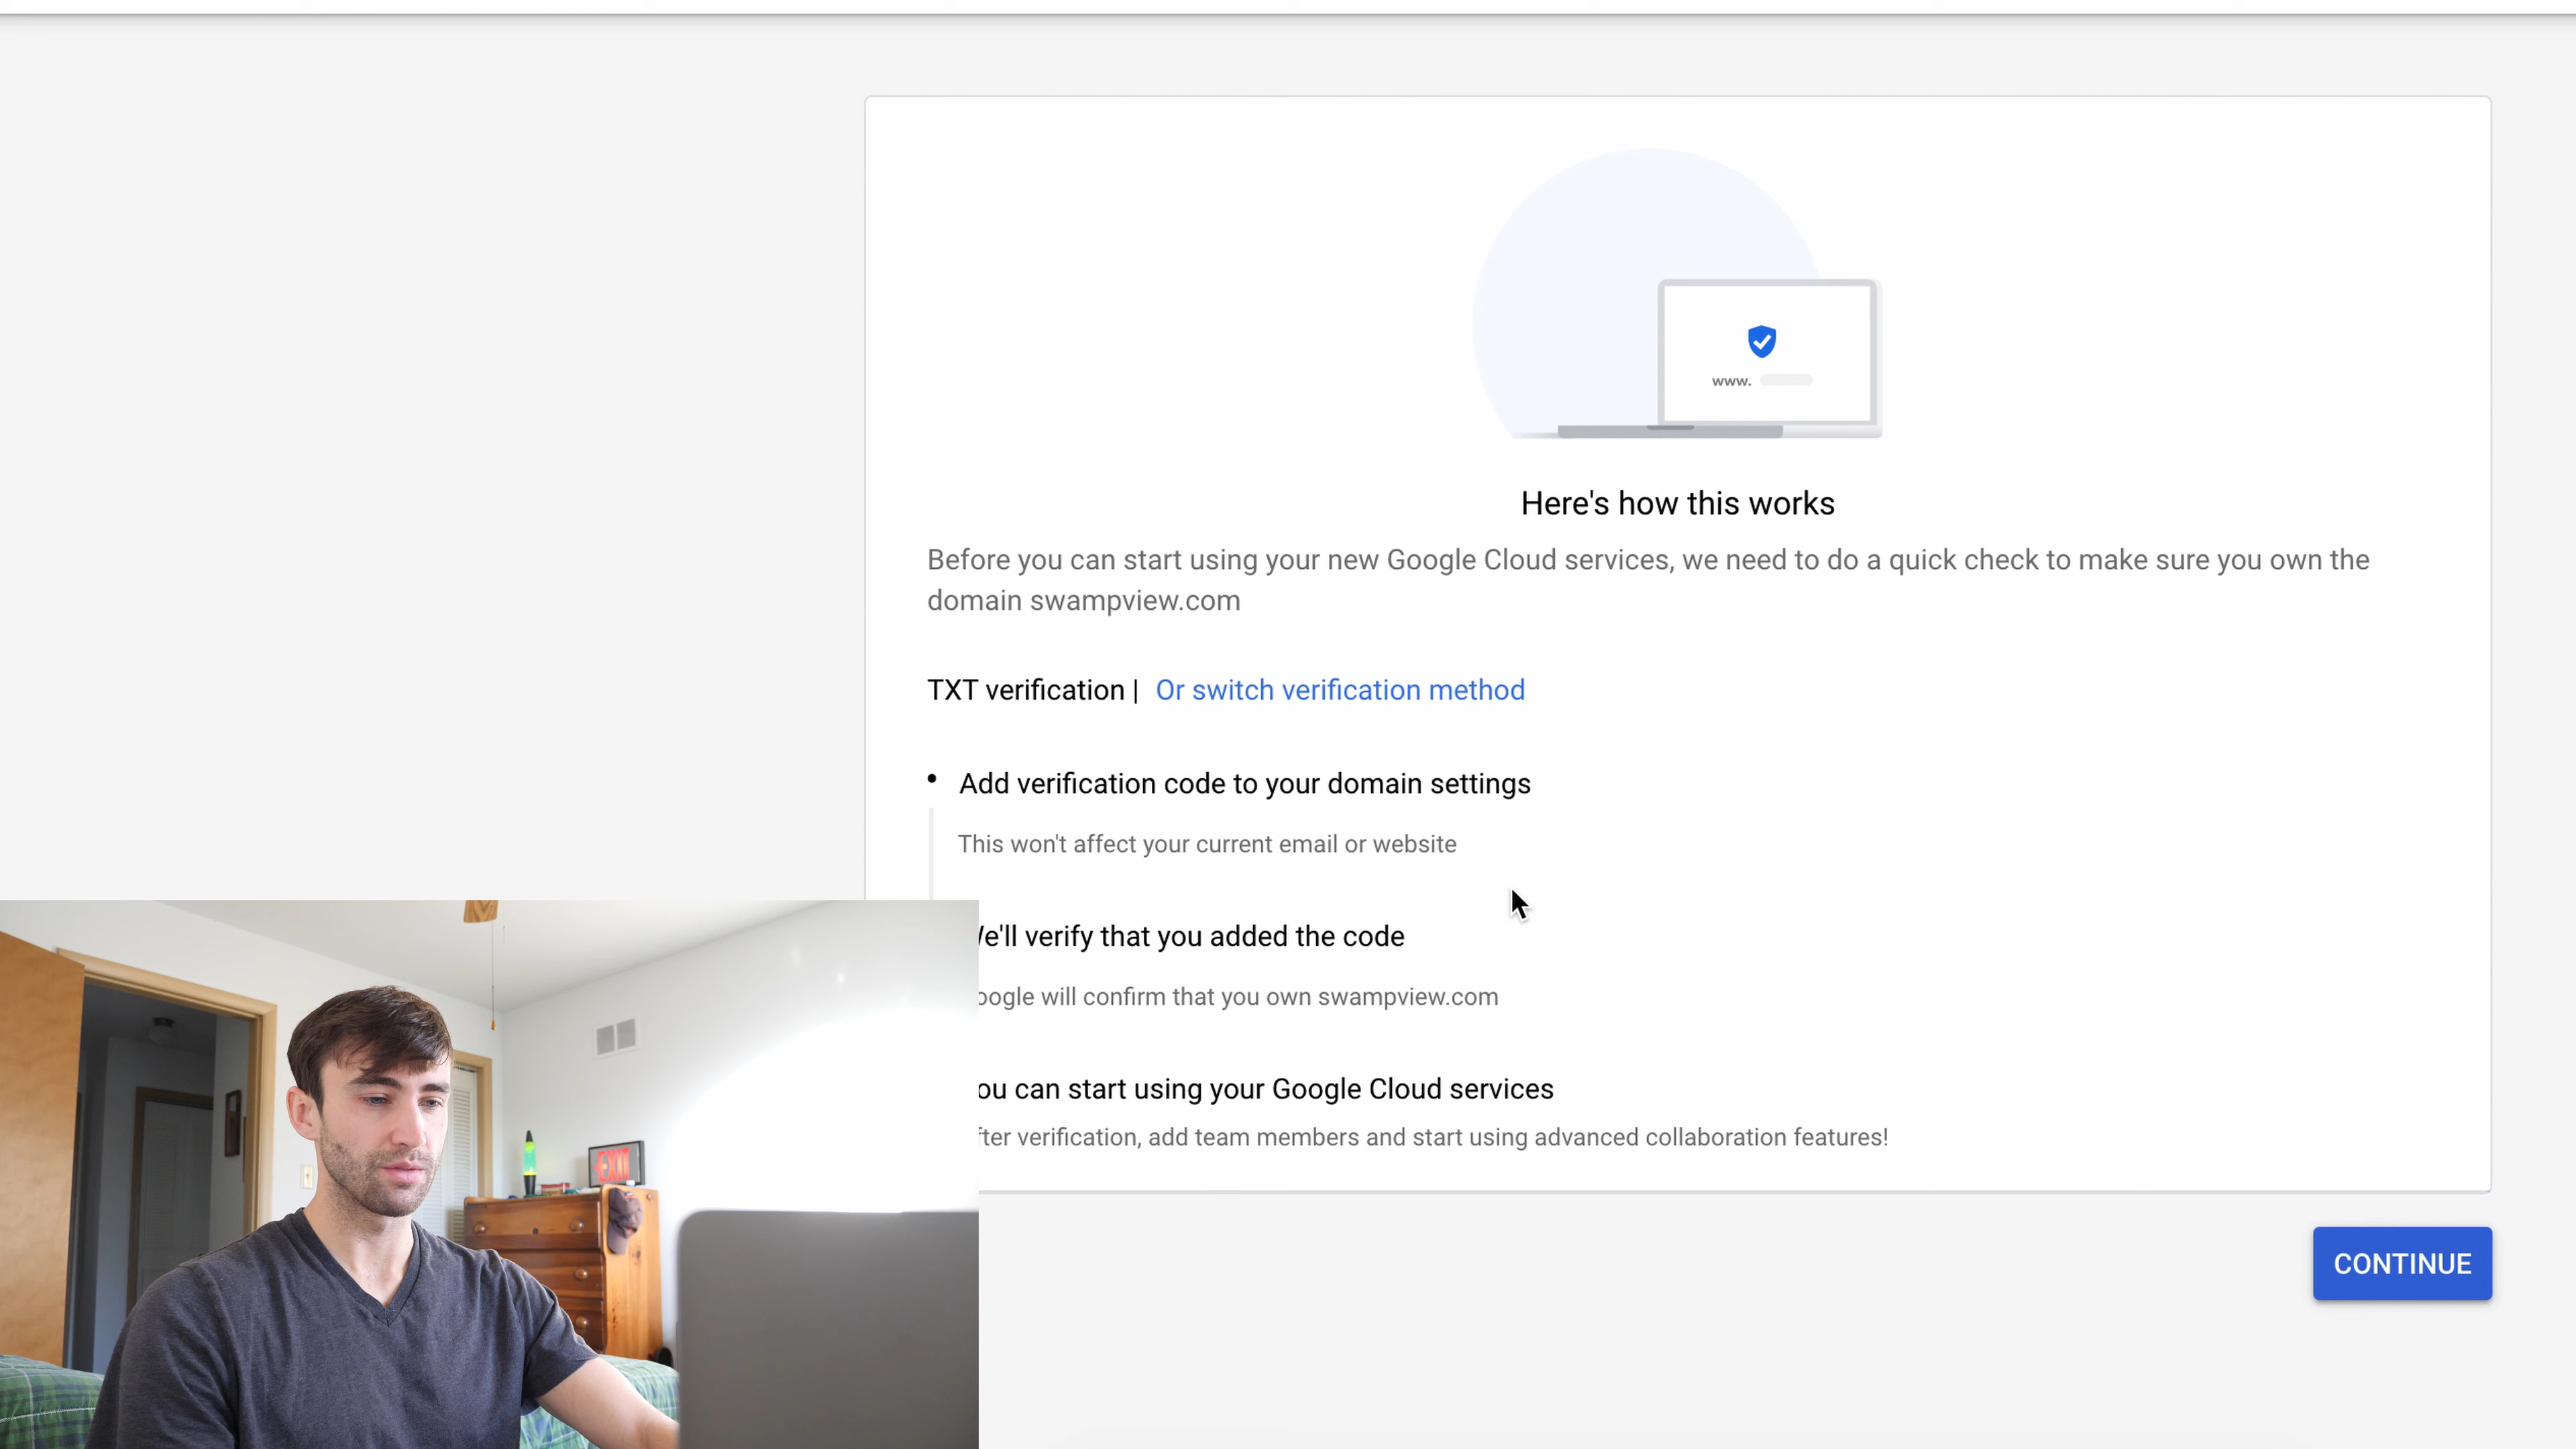 www.
Here's how this works
Before you can start using your new Google Cloud services, we need to do a quick check to make sure you own the
domain swampview.com
TXT verification | Or switch verification method
• Add verification code to your domain settings
This won't affect your current email or website
We'll verify that you added the code
oogle will confirm that you own swampview.com
ou can start using your Google Cloud services
fter verification, add team members and start using advanced collaboration features!
EXIT
CONTINUE